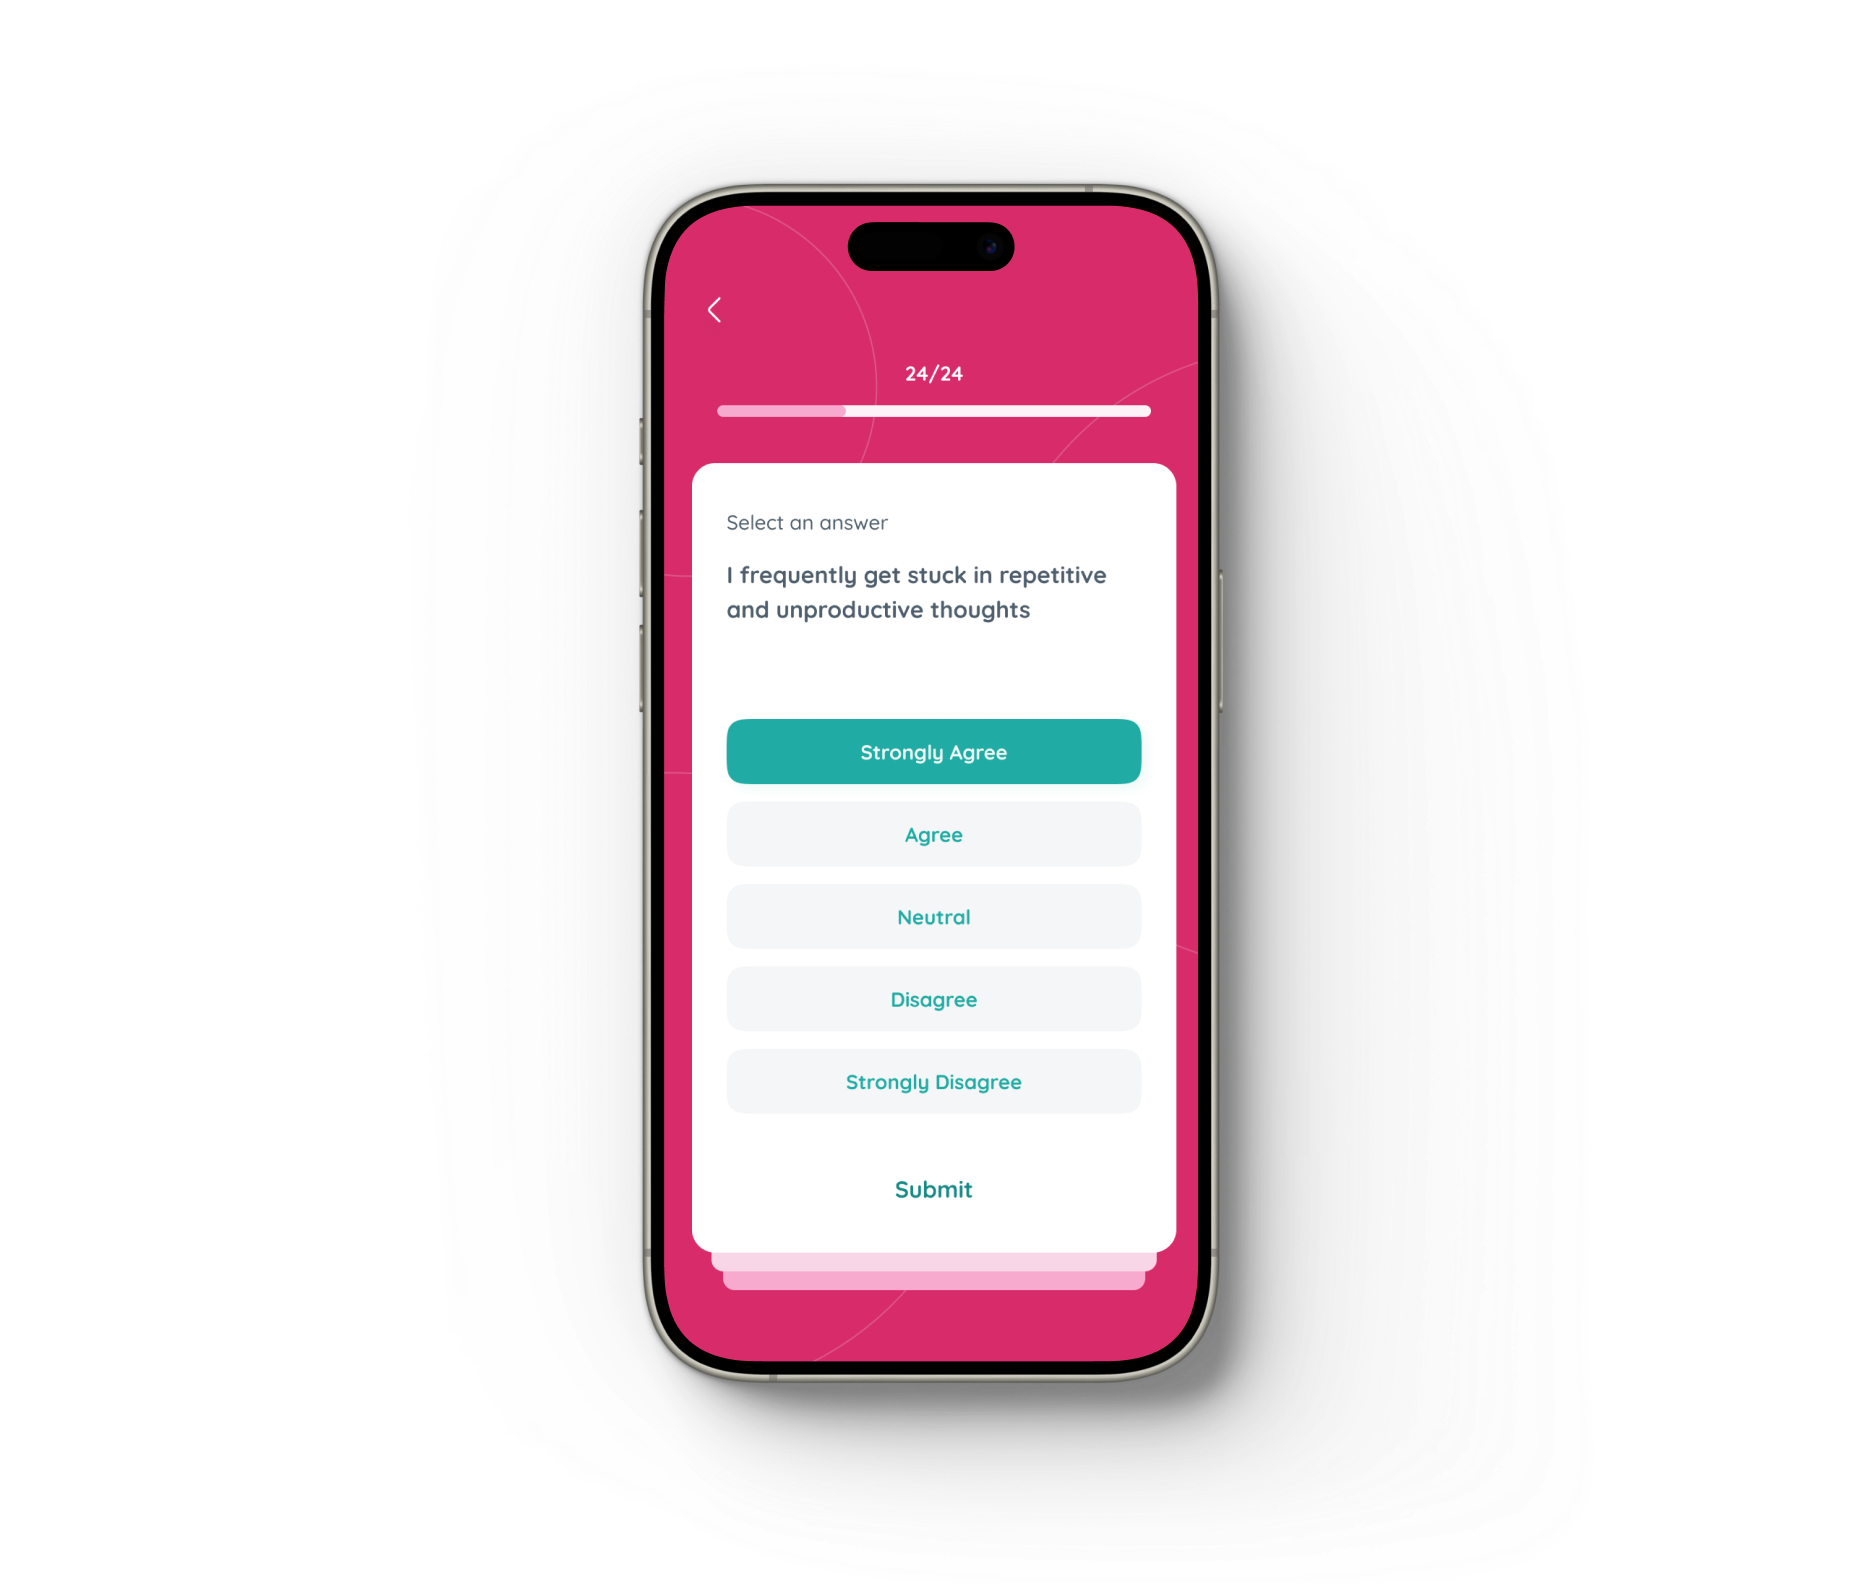 24/24
Select an answer
I frequently get stuck in repetitive
and unproductive thoughts
Strongly Agree
Agree
Neutral
Disagree
Strongly Disagree
Submit